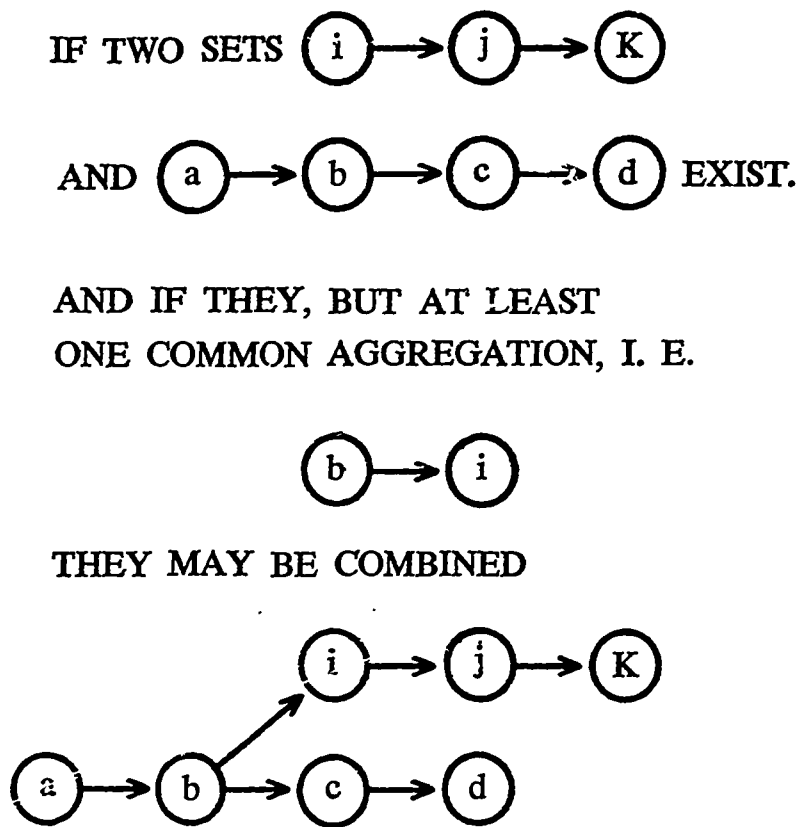 IF TWO SETS i j K
AND a b c d EXIST.
AND IF THEY, BUT AT LEAST
ONE COMMON AGGREGATION, I. E.
b i
THEY MAY BE COMBINED
i j K
a b c d